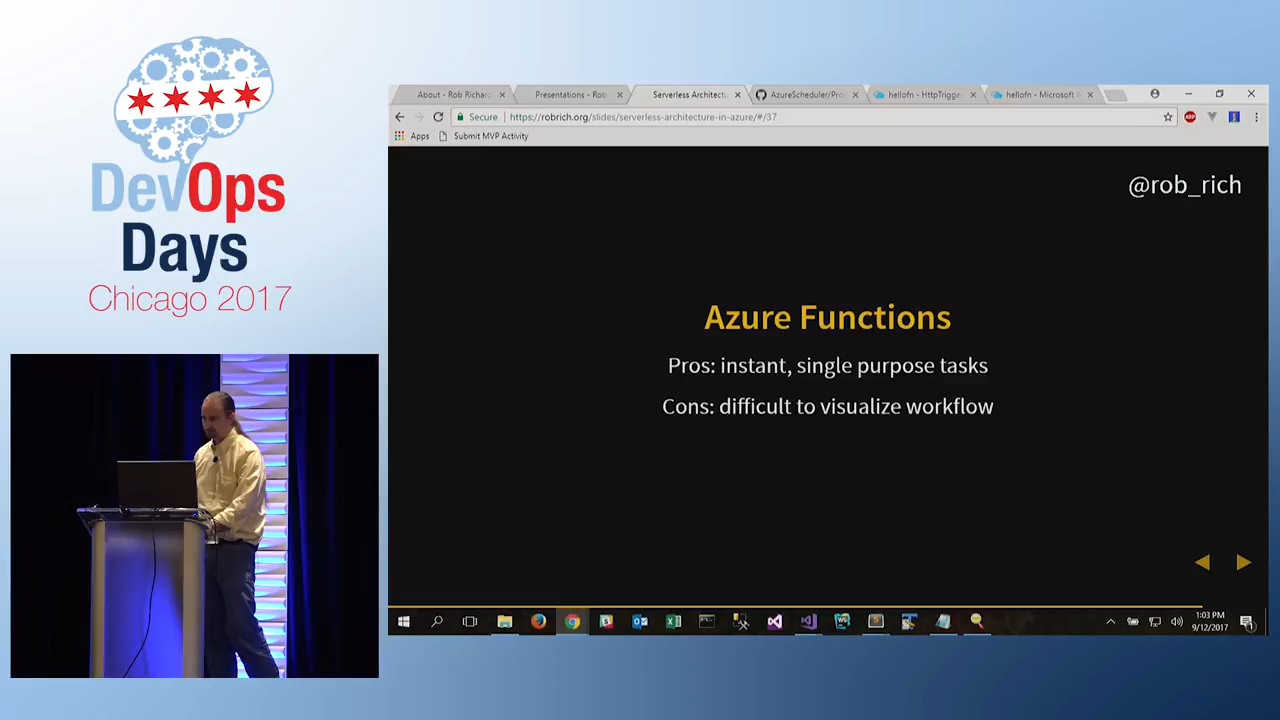 DevOps
Days
Chicago 2017
About - Rob Richar
Presentations - Rob
Serverless Architectu
AzureScheduler/Pro
hellofn - HttpTrigge
hellofn - Microsoft A
Secure
https://robrich.org/slides/serverless-architecture-in-azure/#/37
ABP
Apps
Submit MVP Activity
@rob_rich
Azure Functions
Pros: instant, single purpose tasks
Cons: difficult to visualize workflow
1:03 PM
9/12/2017